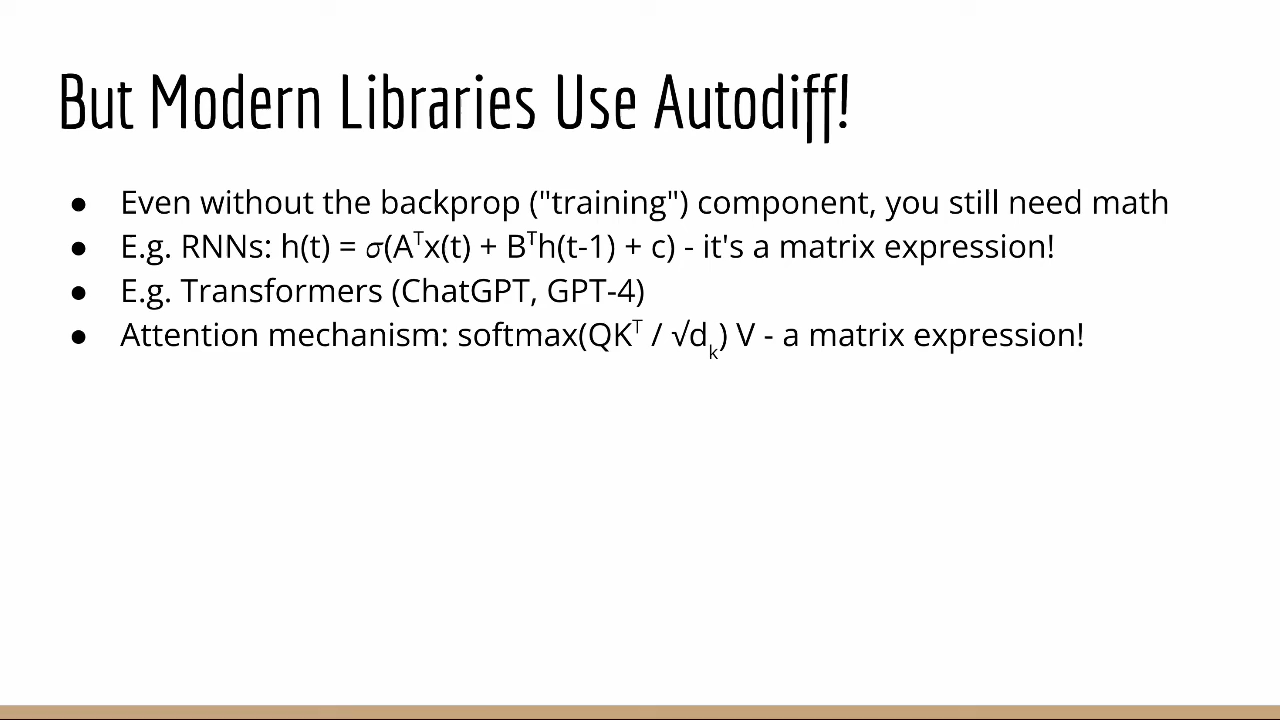 But Modern Libraries Use Autodiff!
● Even without the backprop ("training") component, you still need math
● E.g. RNNs: h(t) = σ(Aᵀx(t) + Bᵀh(t-1) + c) - it's a matrix expression!
● E.g. Transformers (ChatGPT, GPT-4)
● Attention mechanism: softmax(QKᵀ / √dₖ) V - a matrix expression!